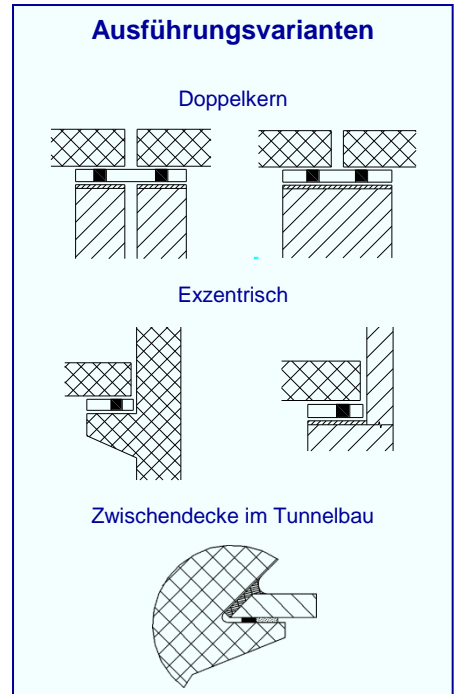 Ausführungsvarianten
Doppelkern
Exzentrisch
Zwischendecke im Tunnelbau